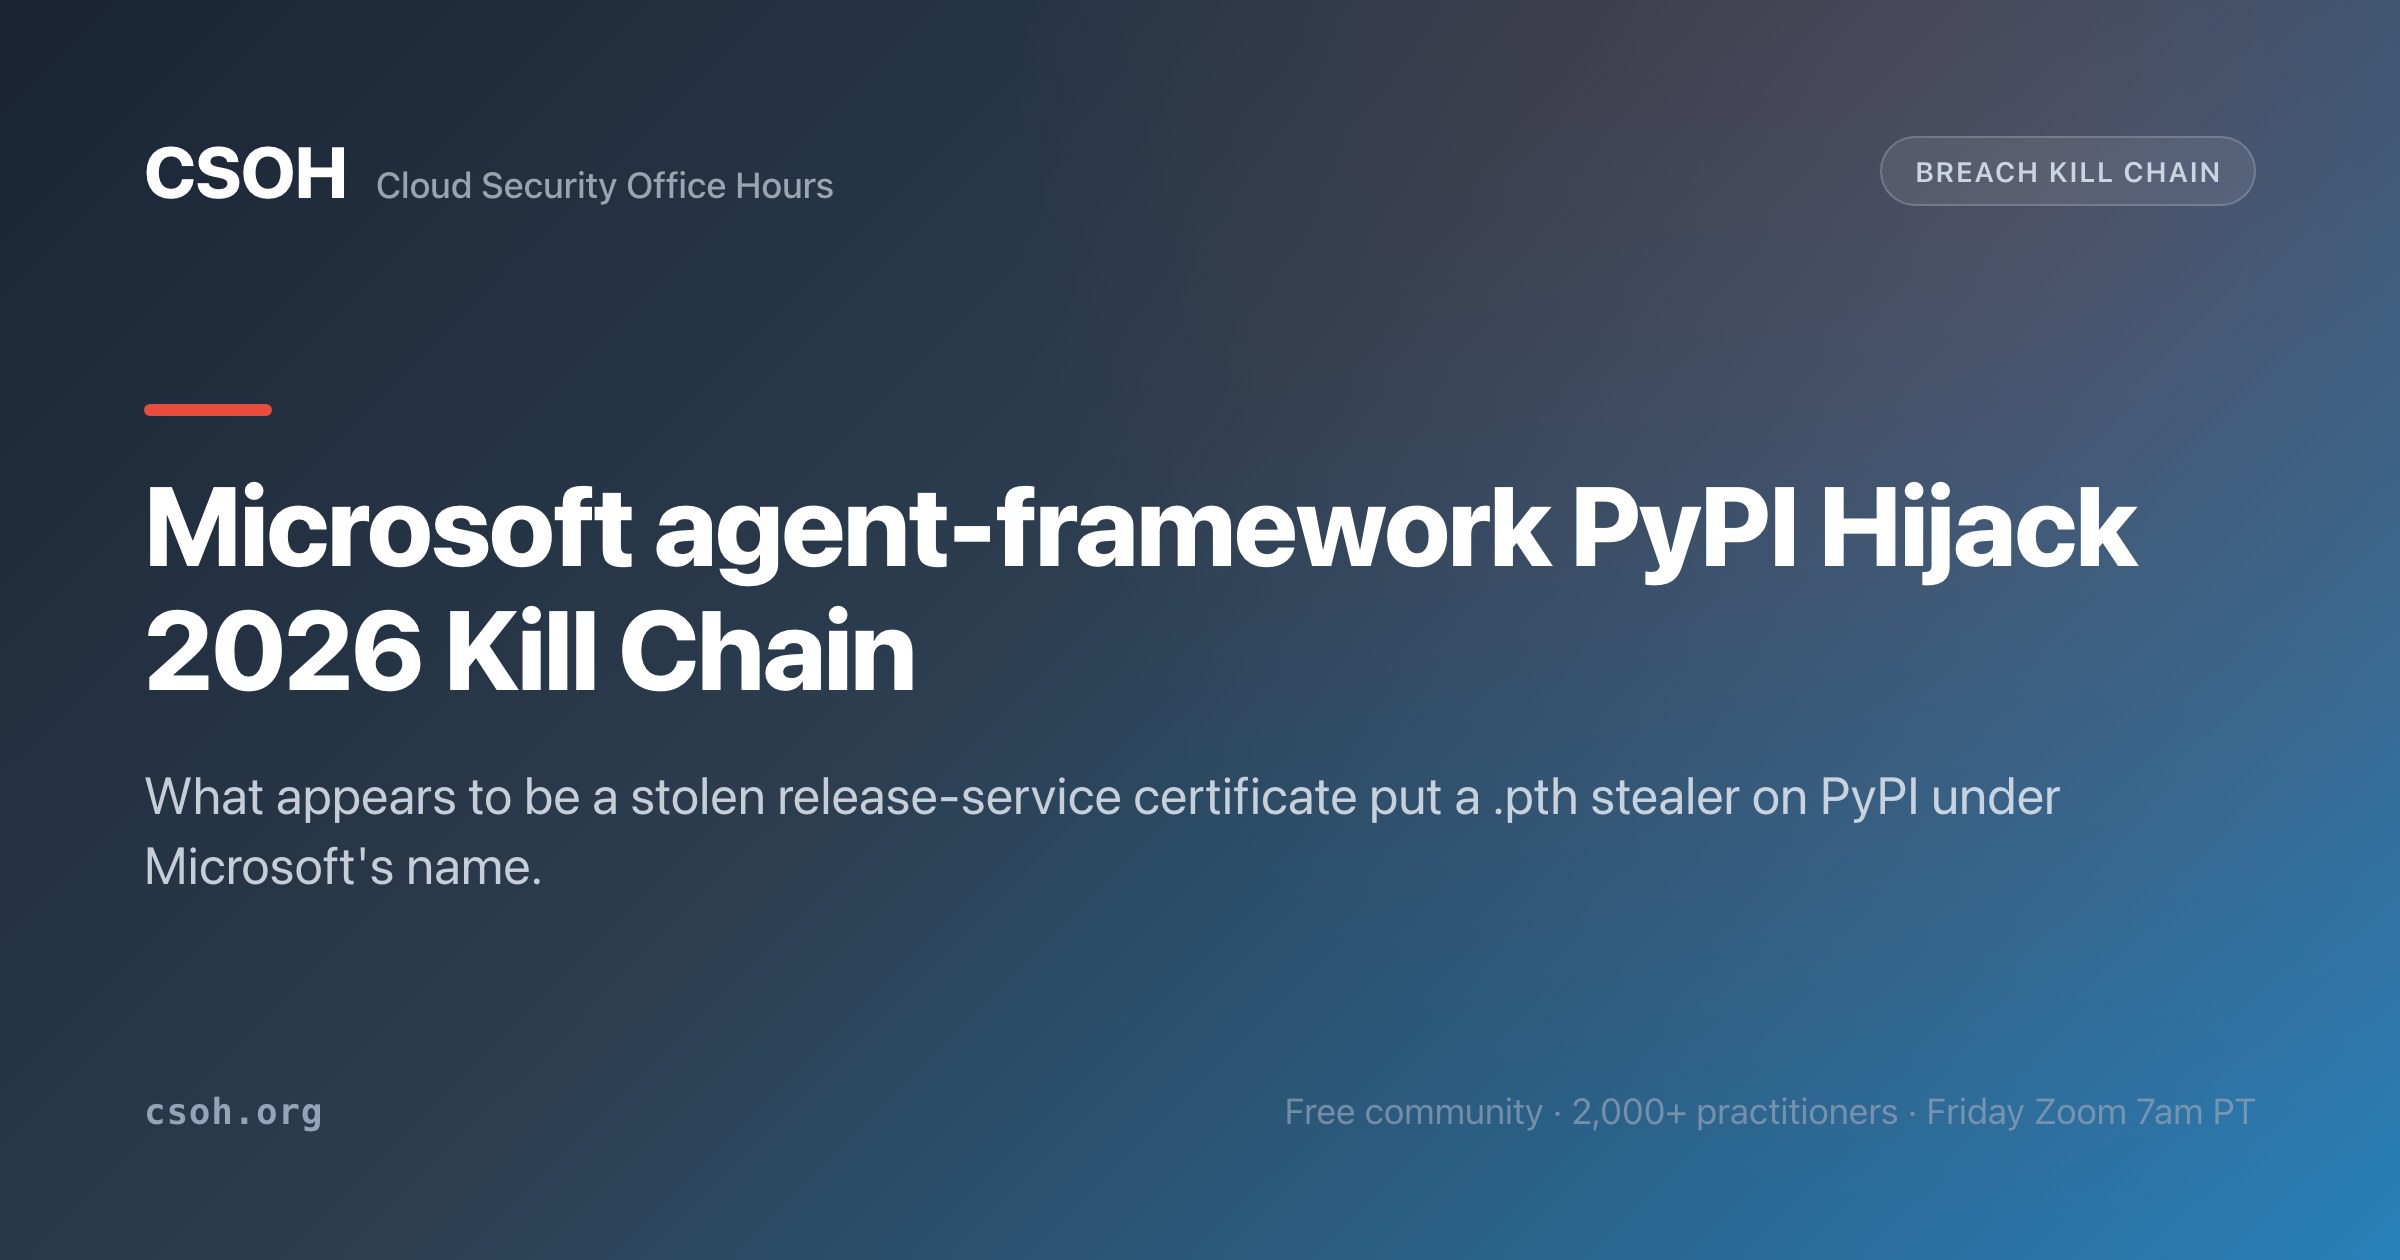 CSOH Cloud Security Office Hours
BREACH KILL CHAIN
Microsoft agent-framework PyPI Hijack
2026 Kill Chain
What appears to be a stolen release-service certificate put a .pth stealer on PyPI under
Microsoft's name.
csoh.org
Free community · 2,000+ practitioners · Friday Zoom 7am PT